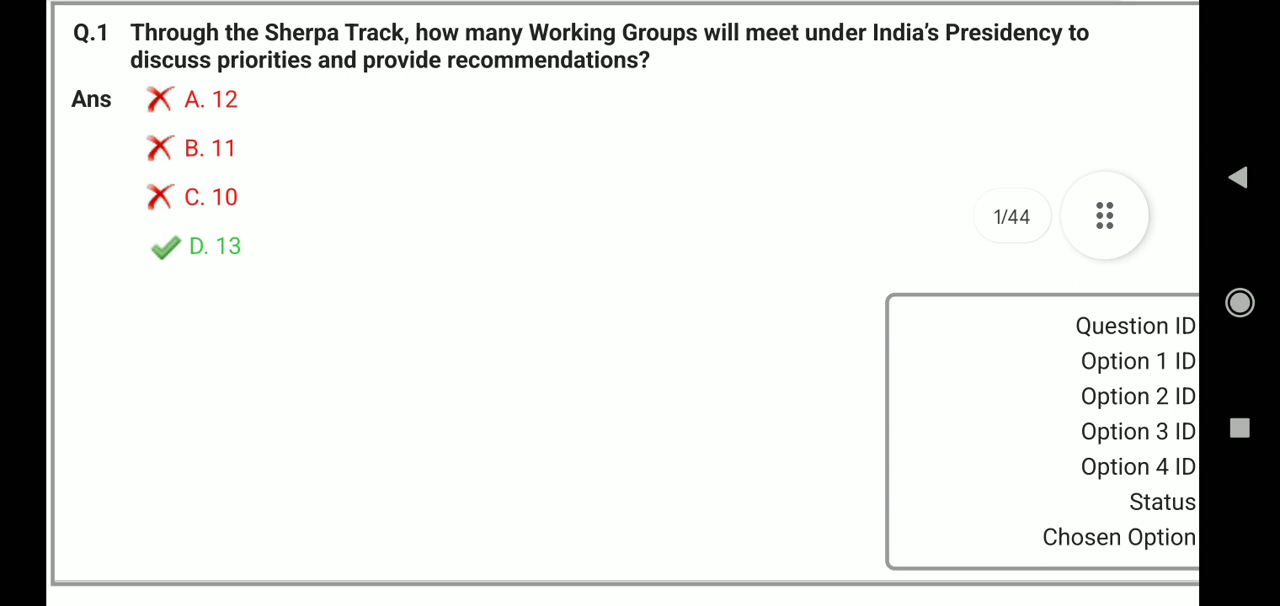 Q.1 Through the Sherpa Track, how many Working Groups will meet under India’s Presidency to
discuss priorities and provide recommendations?
Ans A. 12
B. 11
C. 10
D. 13
1/44
Question ID
Option 1 ID
Option 2 ID
Option 3 ID
Option 4 ID
Status
Chosen Option